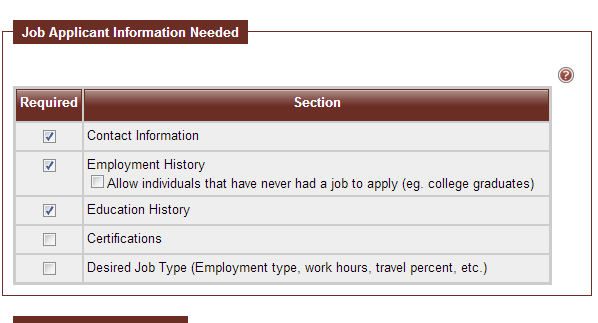 Job Applicant Information Needed
?
Required Section
Contact Information
Employment History
Allow individuals that have never had a job to apply (eg. college graduates)
Education History
Certifications
Desired Job Type (Employment type, work hours, travel percent, etc.)